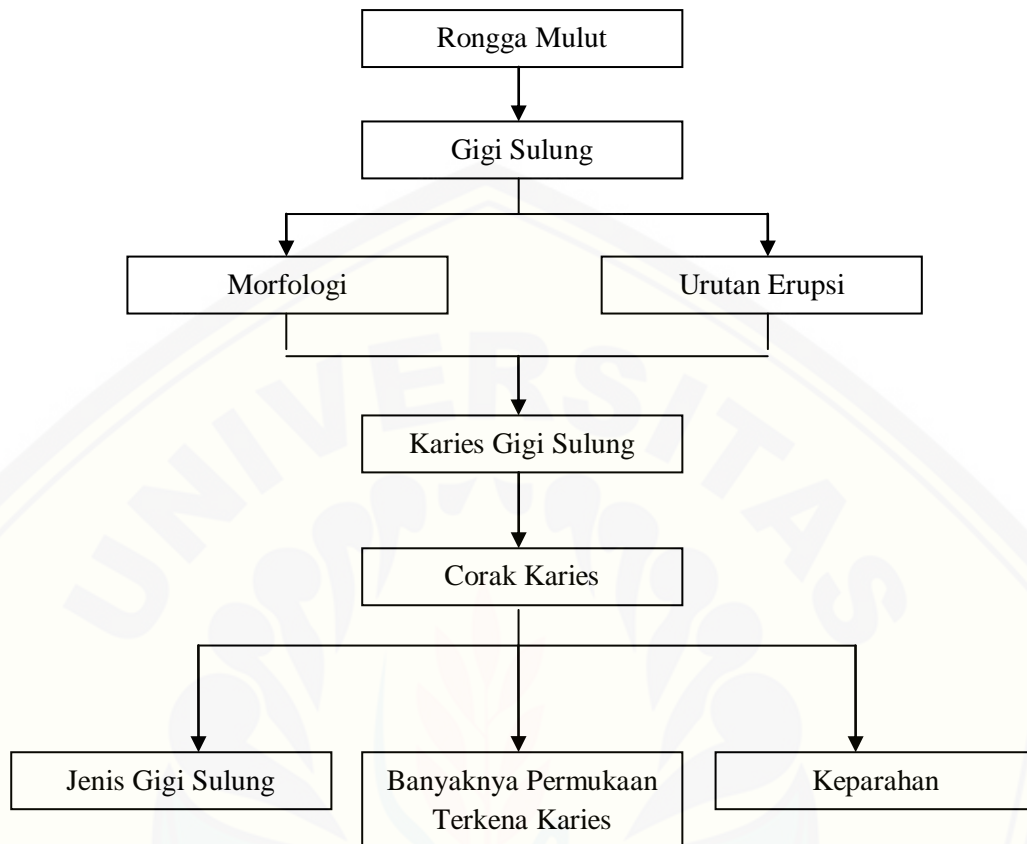 Rongga Mulut
Gigi Sulung
Morfologi
Urutan Erupsi
UNIVERSITAS
Karies Gigi Sulung
Corak Karies
Jenis Gigi Sulung
Banyaknya Permukaan
Terkena Karies
Keparahan